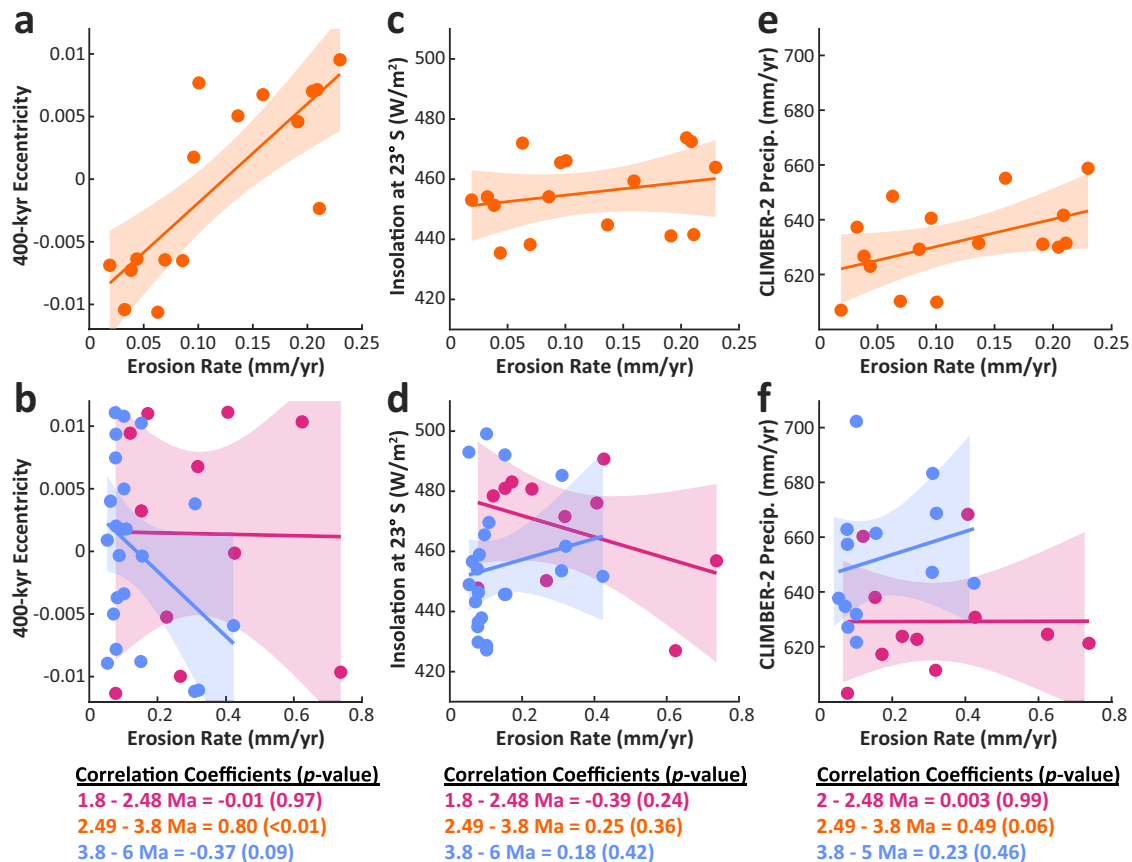 a
400-kyr Eccentricity
0.01
0.005
0
-0.005
-0.01
0 0.05 0.10 0.15 0.20 0.25
Erosion Rate (mm/yr)
c
Insolation at 23° S (W/m²)
500
480
460
440
420
0 0.05 0.10 0.15 0.20 0.25
Erosion Rate (mm/yr)
e
CLIMBER-2 Precip. (mm/yr)
700
660
640
620
0 0.05 0.10 0.15 0.20 0.25
Erosion Rate (mm/yr)
b
400-kyr Eccentricity
0.01
0.005
0
-0.005
-0.01
0 0.2 0.4 0.6 0.8
Erosion Rate (mm/yr)
d
Insolation at 23° S (W/m²)
500
480
460
440
420
0 0.2 0.4 0.6 0.8
Erosion Rate (mm/yr)
f
CLIMBER-2 Precip. (mm/yr)
700
660
640
620
0 0.2 0.4 0.6 0.8
Erosion Rate (mm/yr)
Correlation Coefficients (p-value)
1.8 - 2.48 Ma = -0.01 (0.97)
2.49 - 3.8 Ma = 0.80 (<0.01)
3.8 - 6 Ma = -0.37 (0.09)
Correlation Coefficients (p-value)
1.8 - 2.48 Ma = -0.39 (0.24)
2.49 - 3.8 Ma = 0.25 (0.36)
3.8 - 6 Ma = 0.18 (0.42)
Correlation Coefficients (p-value)
2 - 2.48 Ma = 0.003 (0.99)
2.49 - 3.8 Ma = 0.49 (0.06)
3.8 - 5 Ma = 0.23 (0.46)